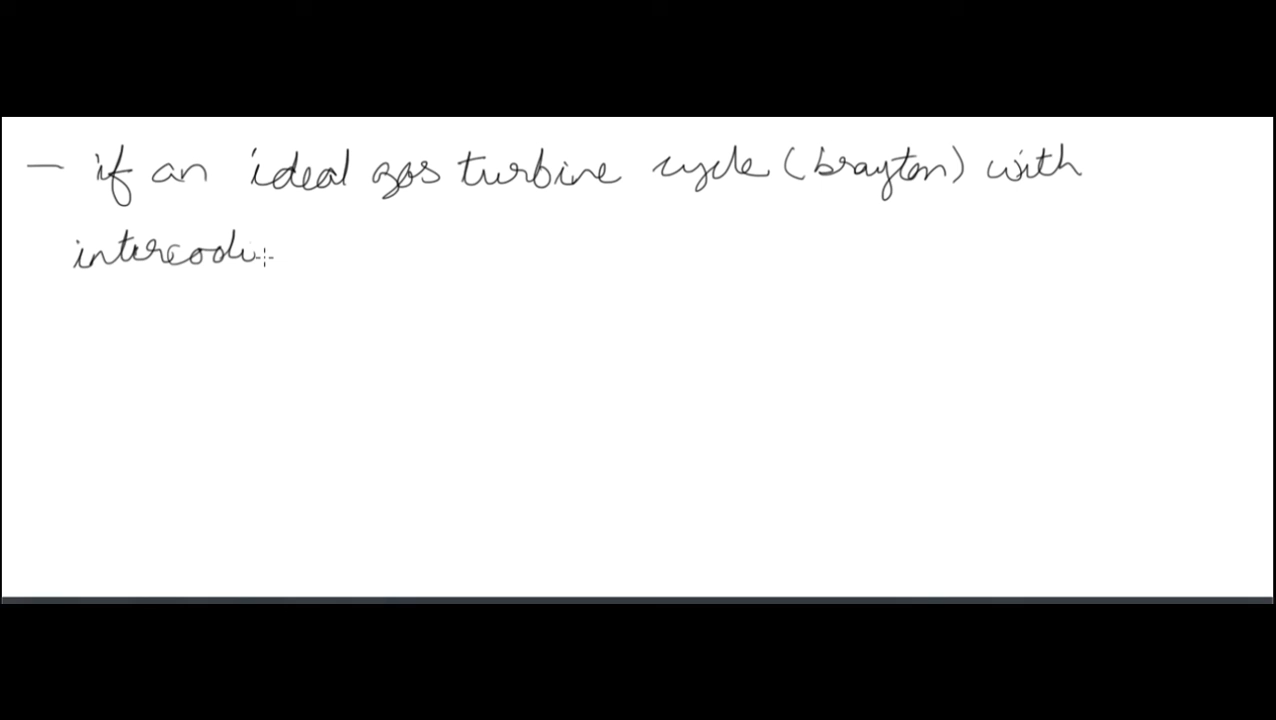 — if an ideal gas turbine cycle (brayton) with
intercooli